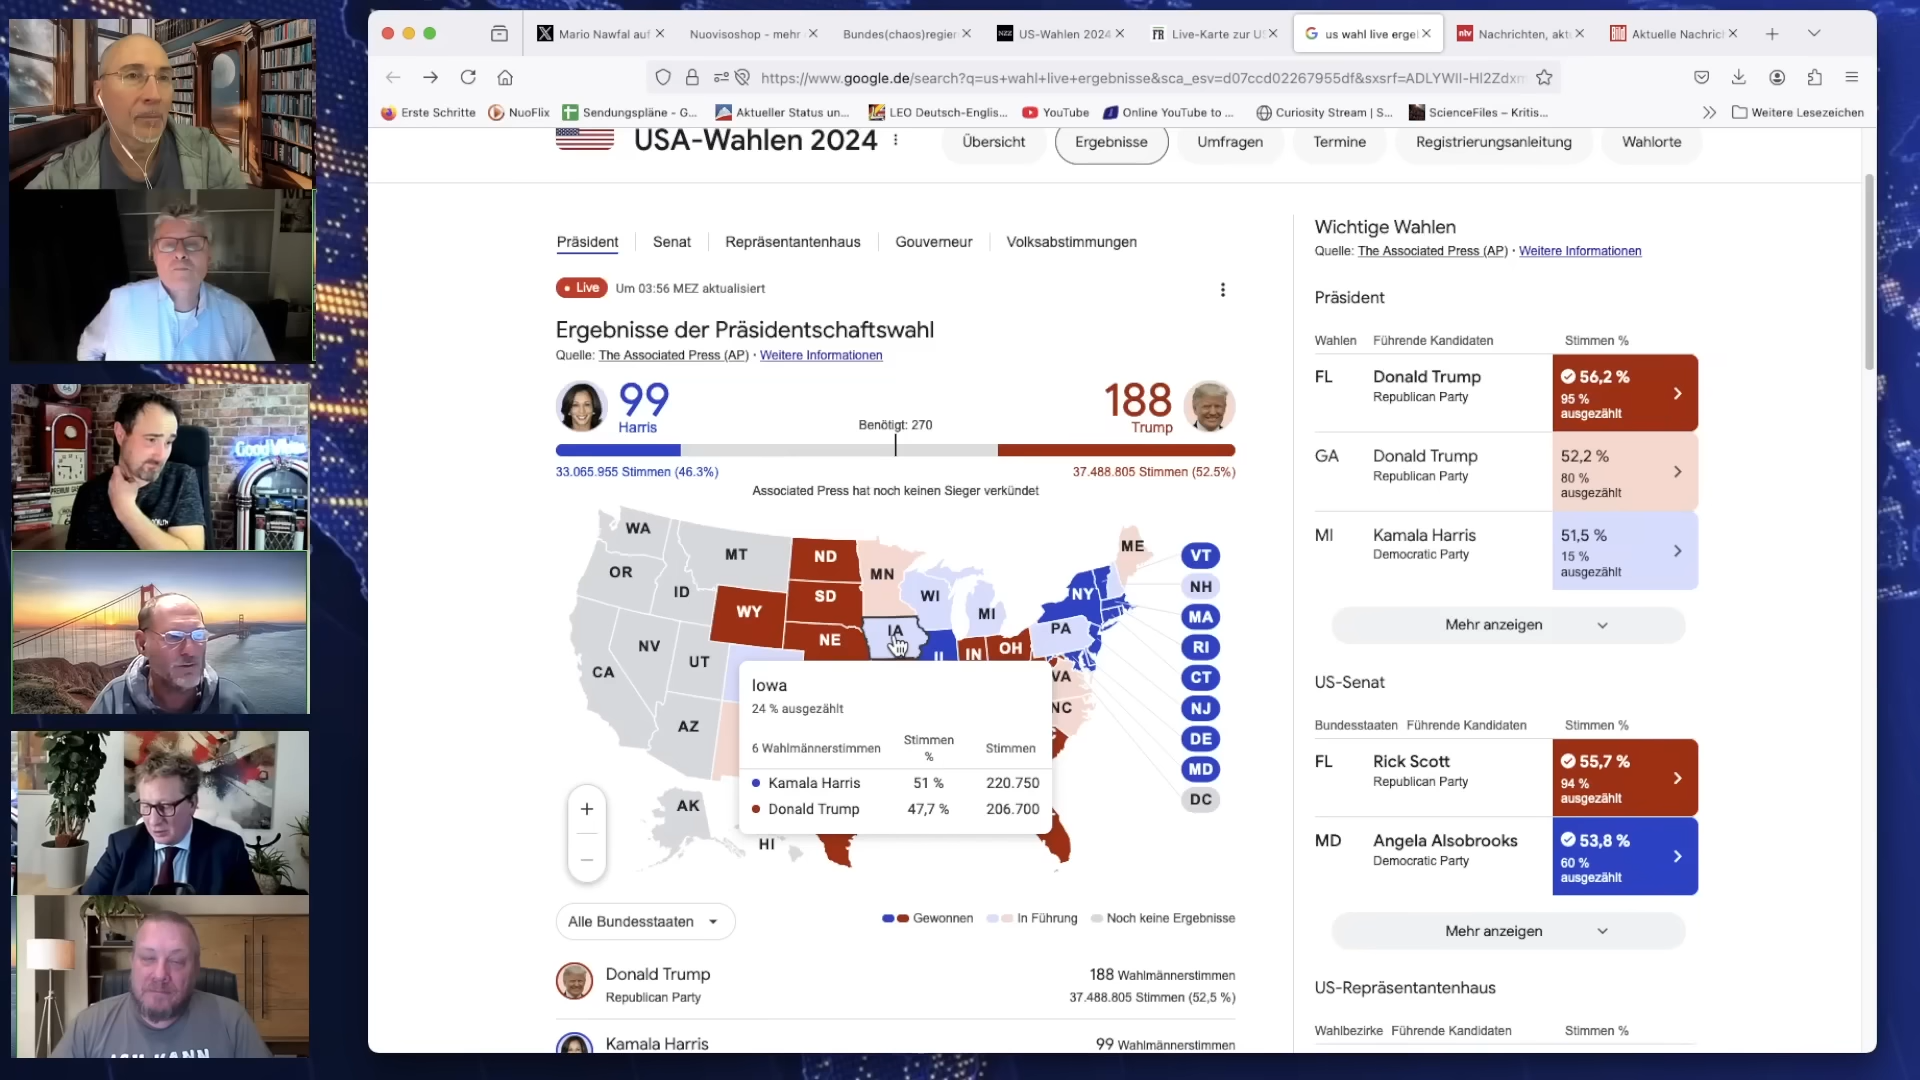 Mario Nawfal auf
Nuovisoshop - mehr
Bundes(chaos)regier
NZZ
US-Wahlen 2024
FR
Live-Karte zur US
us wahl live ergel
ntv
Nachrichten, akt
Bild
Aktuelle Nachric
https://www.google.de/search?q=us+wahl+live+ergebnisse&sca_esv=d07ccd02267955df&sxsrf=ADLYWII-HI2Zdxm
Erste Schritte
NuoFlix
Sendungspläne - G...
Aktueller Status un...
LEO Deutsch-Englis...
YouTube
Online YouTube to ...
Curiosity Stream | S...
ScienceFiles – Kritis...
Weitere Lesezeichen
USA-Wahlen 2024
Übersicht
Ergebnisse
Umfragen
Termine
Registrierungsanleitung
Wahlorte
Präsident
Senat
Repräsentantenhaus
Gouverneur
Volksabstimmungen
Live
Um 03:56 MEZ aktualisiert
Ergebnisse der Präsidentschaftswahl
Quelle: The Associated Press (AP) · Weitere Informationen
99
Harris
188
Trump
Benötigt: 270
33.065.955 Stimmen (46.3%)
37.488.805 Stimmen (52.5%)
Associated Press hat noch keinen Sieger verkündet
WA
OR
CA
NV
ID
MT
UT
AZ
WY
ND
SD
NE
MN
IA
WI
IL
MI
IN
OH
PA
NY
ME
VA
NC
AK
HI
VT
NH
MA
RI
CT
NJ
DE
MD
DC
Iowa
24 % ausgezählt
6 Wahlmännerstimmen
Stimmen %
Stimmen
Kamala Harris 51 % 220.750
Donald Trump 47,7 % 206.700
+
−
Alle Bundesstaaten
Gewonnen
In Führung
Noch keine Ergebnisse
Donald Trump
Republican Party
188 Wahlmännerstimmen
37.488.805 Stimmen (52,5 %)
Kamala Harris
99 Wahlmännerstimmen
Wichtige Wahlen
Quelle: The Associated Press (AP) · Weitere Informationen
Präsident
Wahlen Führende Kandidaten Stimmen %
FL Donald Trump 56,2 %
Republican Party
95 %
ausgezählt
GA Donald Trump 52,2 %
Republican Party
80 %
ausgezählt
MI Kamala Harris 51,5 %
Democratic Party
15 %
ausgezählt
Mehr anzeigen
US-Senat
Bundesstaaten Führende Kandidaten Stimmen %
FL Rick Scott 55,7 %
Republican Party
94 %
ausgezählt
MD Angela Alsobrooks 53,8 %
Democratic Party
60 %
ausgezählt
Mehr anzeigen
US-Repräsentantenhaus
Wahlbezirke Führende Kandidaten Stimmen %
Good Vibes
ICH KANN